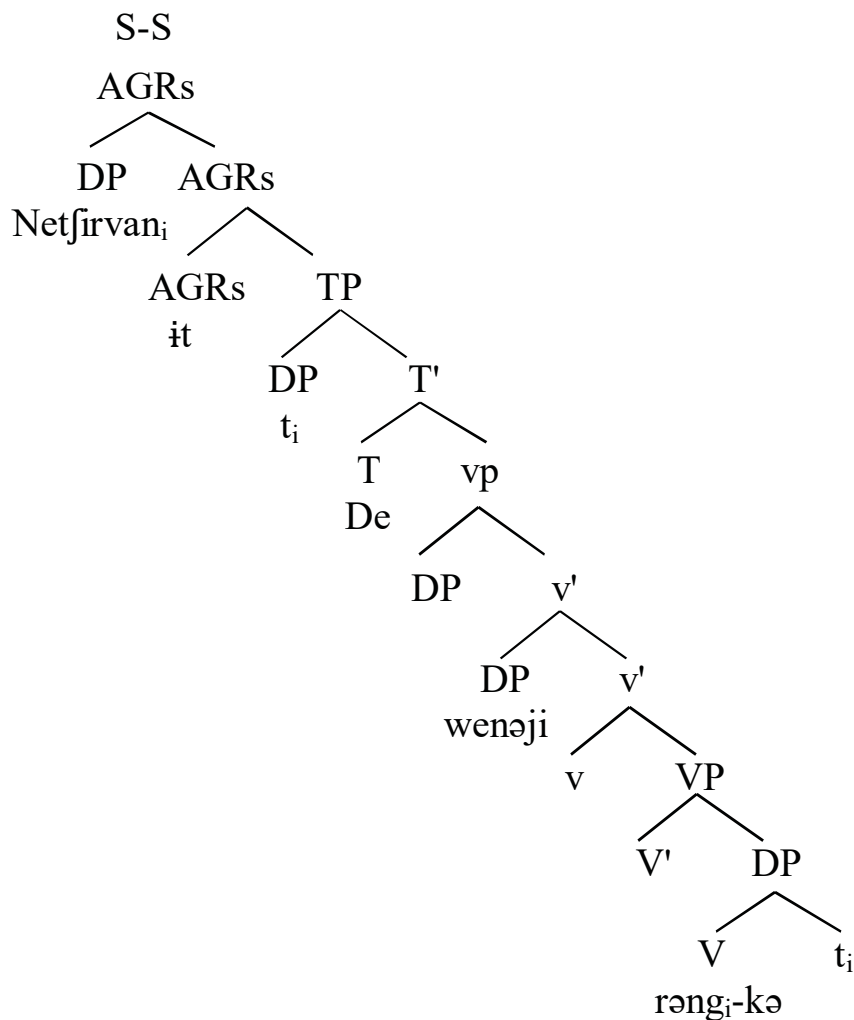 S-S
AGRs
DP AGRs
Netʃirvanᵢ
AGRs TP
ɨt
DP T'
tᵢ
T vp
De
DP v'
DP v'
wenəji
v VP
V' DP
V tᵢ
rəngᵢ-kə